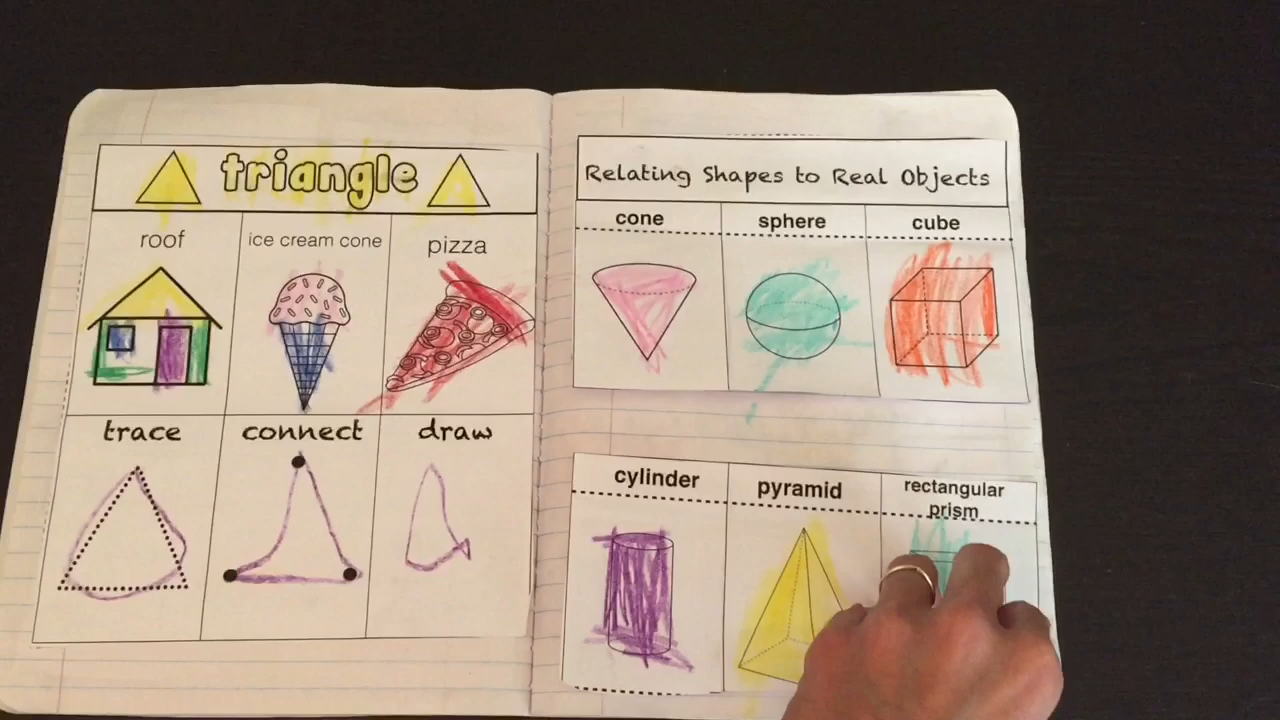 triangle
roof
ice cream cone
pizza
trace
connect
draw
Relating Shapes to Real Objects
cone
sphere
cube
cylinder
pyramid
rectangular
prism